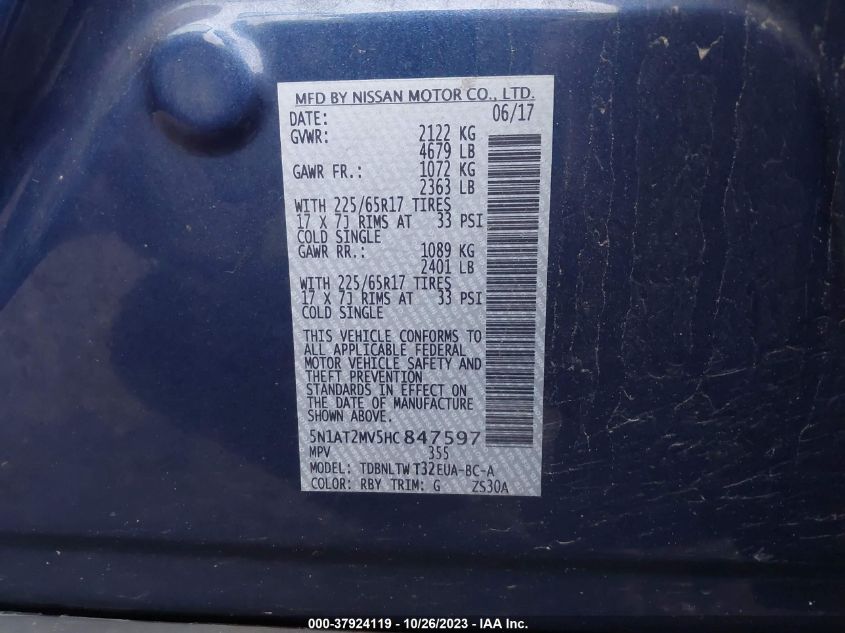 MFD BY NISSAN MOTOR CO., LTD.
DATE: 06/17
GVWR: 2122 KG
4679 LB
GAWR FR.: 1072 KG
2363 LB
WITH 225/65R17 TIRES
17 X 7J RIMS AT 33 PSI
COLD SINGLE
GAWR RR.: 1089 KG
2401 LB
WITH 225/65R17 TIRES
17 X 7J RIMS AT 33 PSI
COLD SINGLE
THIS VEHICLE CONFORMS TO
ALL APPLICABLE FEDERAL
MOTOR VEHICLE SAFETY AND
THEFT PREVENTION
STANDARDS IN EFFECT ON
THE DATE OF MANUFACTURE
SHOWN ABOVE.
5N1AT2MV5HC847597
MPV 355
MODEL: TDBNLTW T32EUA-BC-A
COLOR: RBY TRIM: G ZS30A
000-37924119 - 10/26/2023 - IAA Inc.